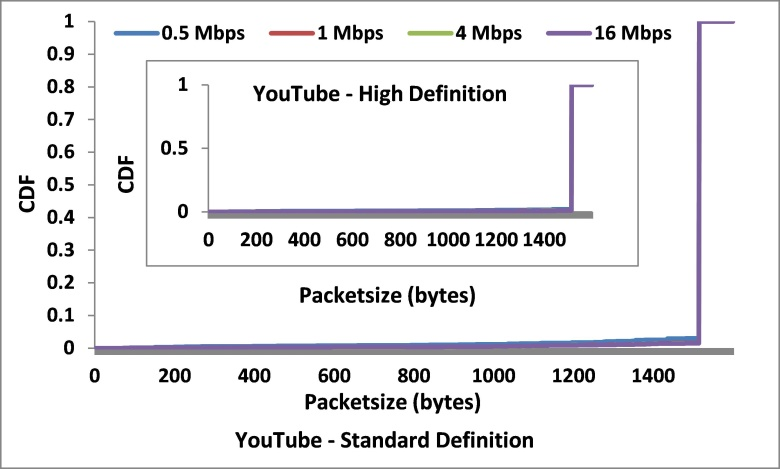 0.5 Mbps 1 Mbps 4 Mbps 16 Mbps
CDF
1
0.9
0.8
0.7
0.6
0.5
0.4
0.3
0.2
0.1
0
YouTube - High Definition
CDF
1
0.5
0
0 200 400 600 800 1000 1200 1400
Packetsize (bytes)
0 200 400 600 800 1000 1200 1400
Packetsize (bytes)
YouTube - Standard Definition